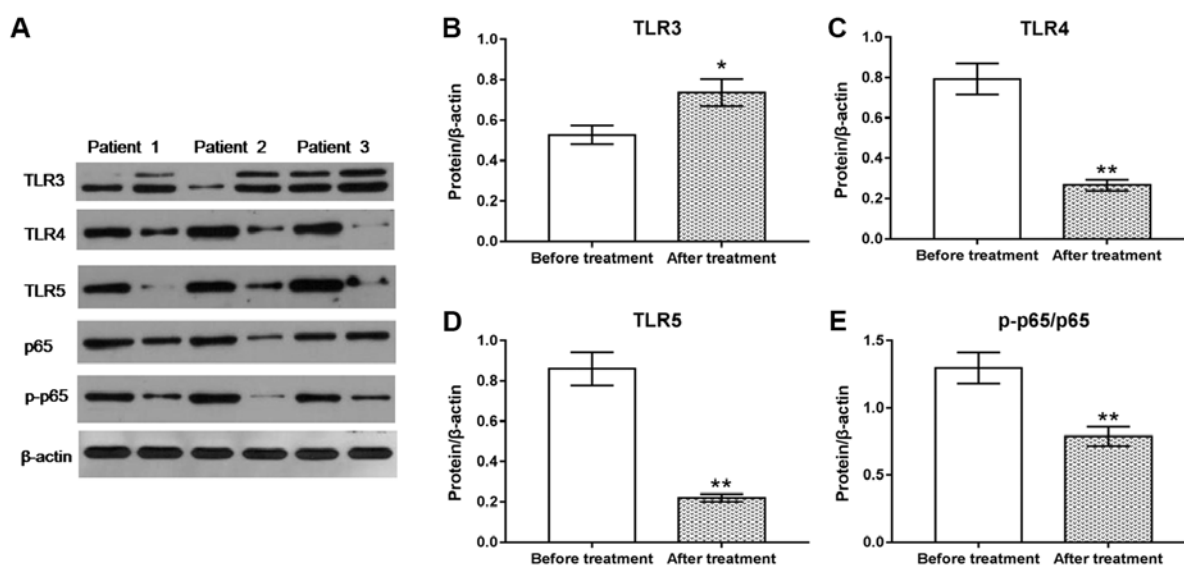 A
Patient 1 Patient 2 Patient 3
TLR3
TLR4
TLR5
p65
p-p65
β-actin
B
TLR3
Protein/β-actin
1.0
0.8
0.6
0.4
0.2
0.0
*
Before treatment After treatment
C
TLR4
Protein/β-actin
1.0
0.8
0.6
0.4
0.2
0.0
**
Before treatment After treatment
D
TLR5
Protein/β-actin
1.0
0.8
0.6
0.4
0.2
0.0
**
Before treatment After treatment
E
p-p65/p65
Protein/β-actin
1.5
1.0
0.5
0.0
**
Before treatment After treatment